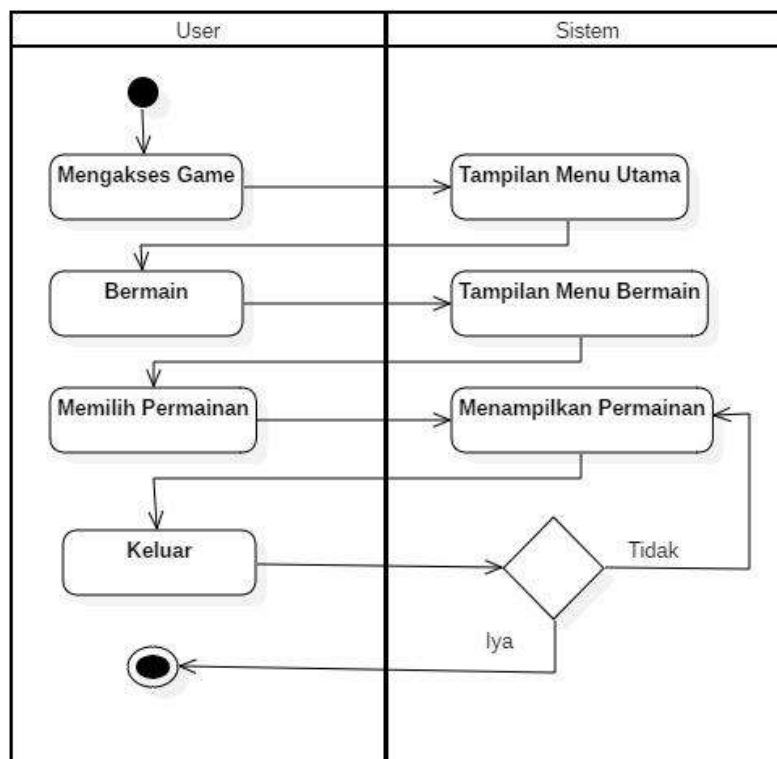 User
Sistem
Mengakses Game
Tampilan Menu Utama
Bermain
Tampilan Menu Bermain
Memilih Permainan
Menampilkan Permainan
Keluar
Tidak
Iya